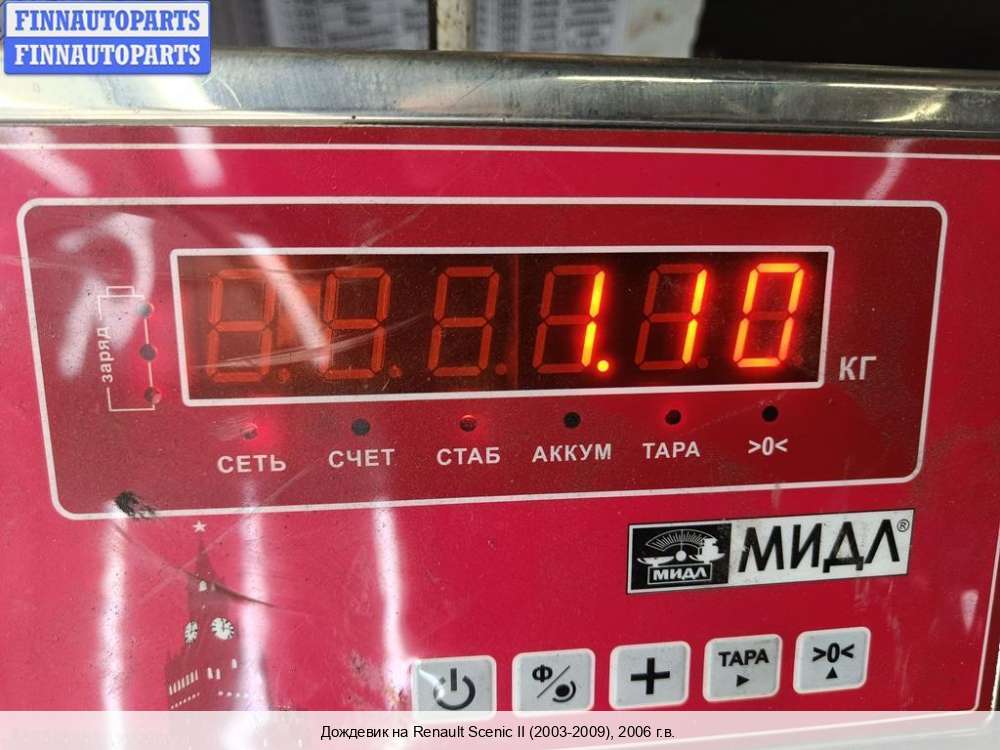 FINNAUTOPARTS
FINNAUTOPARTS
заряд
1.10
КГ
СЕТЬ СЧЕТ СТАБ АККУМ ТАРА >0<
МИДЛ МИДЛ®
Ф/ + ТАРА >0<
Дождевик на Renault Scenic II (2003-2009), 2006 г.в.